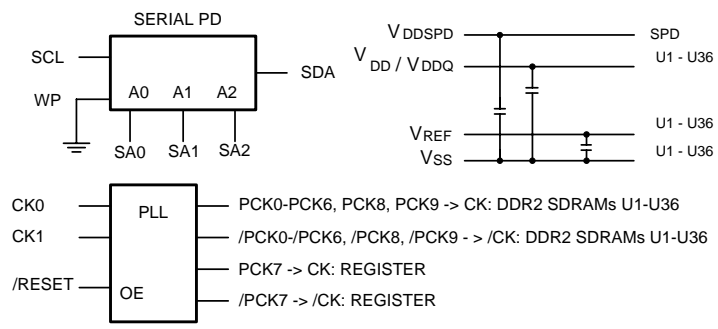 SERIAL PD
SCL
WP
A0 A1 A2
SDA
SA0 SA1 SA2
VDDSPD SPD
VDD / VDDQ U1 - U36
VREF U1 - U36
VSS U1 - U36
CK0
CK1
/RESET
PLL
OE
PCK0-PCK6, PCK8, PCK9 -> CK: DDR2 SDRAMs U1-U36
/PCK0-/PCK6, /PCK8, /PCK9 - > /CK: DDR2 SDRAMs U1-U36
PCK7 -> CK: REGISTER
/PCK7 -> /CK: REGISTER